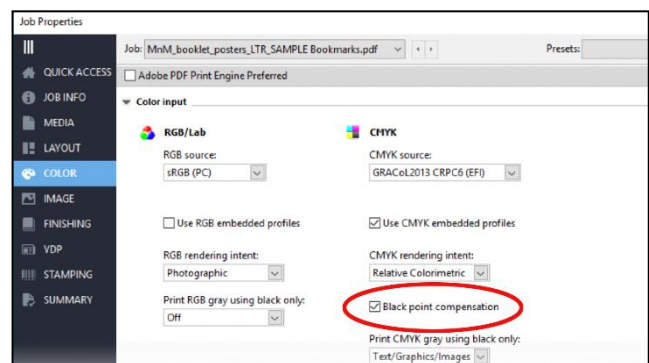 Job Properties
Job: MnM_booklet_posters_LTR_SAMPLE Bookmarks.pdf
Presets:
QUICK ACCESS
JOB INFO
MEDIA
LAYOUT
COLOR
IMAGE
FINISHING
VDP
STAMPING
SUMMARY
Adobe PDF Print Engine Preferred
Color input
RGB/Lab
RGB source:
sRGB (PC)
Use RGB embedded profiles
RGB rendering intent:
Photographic
Print RGB gray using black only:
Off
CMYK
CMYK source:
GRACoL2013 CRPC6 (EFI)
Use CMYK embedded profiles
CMYK rendering intent:
Relative Colorimetric
Black point compensation
Print CMYK gray using black only:
Text/Graphics/Images